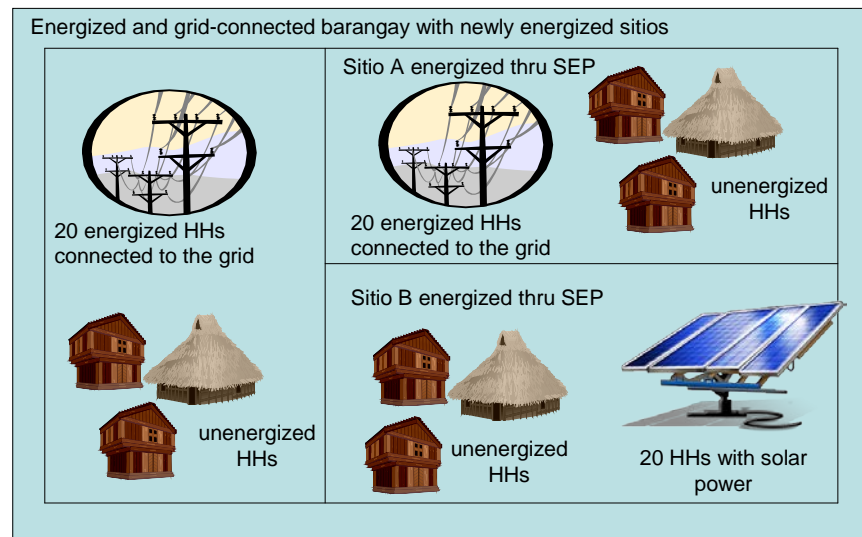 Energized and grid-connected barangay with newly energized sitios
20 energized HHs
connected to the grid
unenergized
HHs
Sitio A energized thru SEP
20 energized HHs
connected to the grid
unenergized
HHs
Sitio B energized thru SEP
unenergized
HHs
20 HHs with solar
power